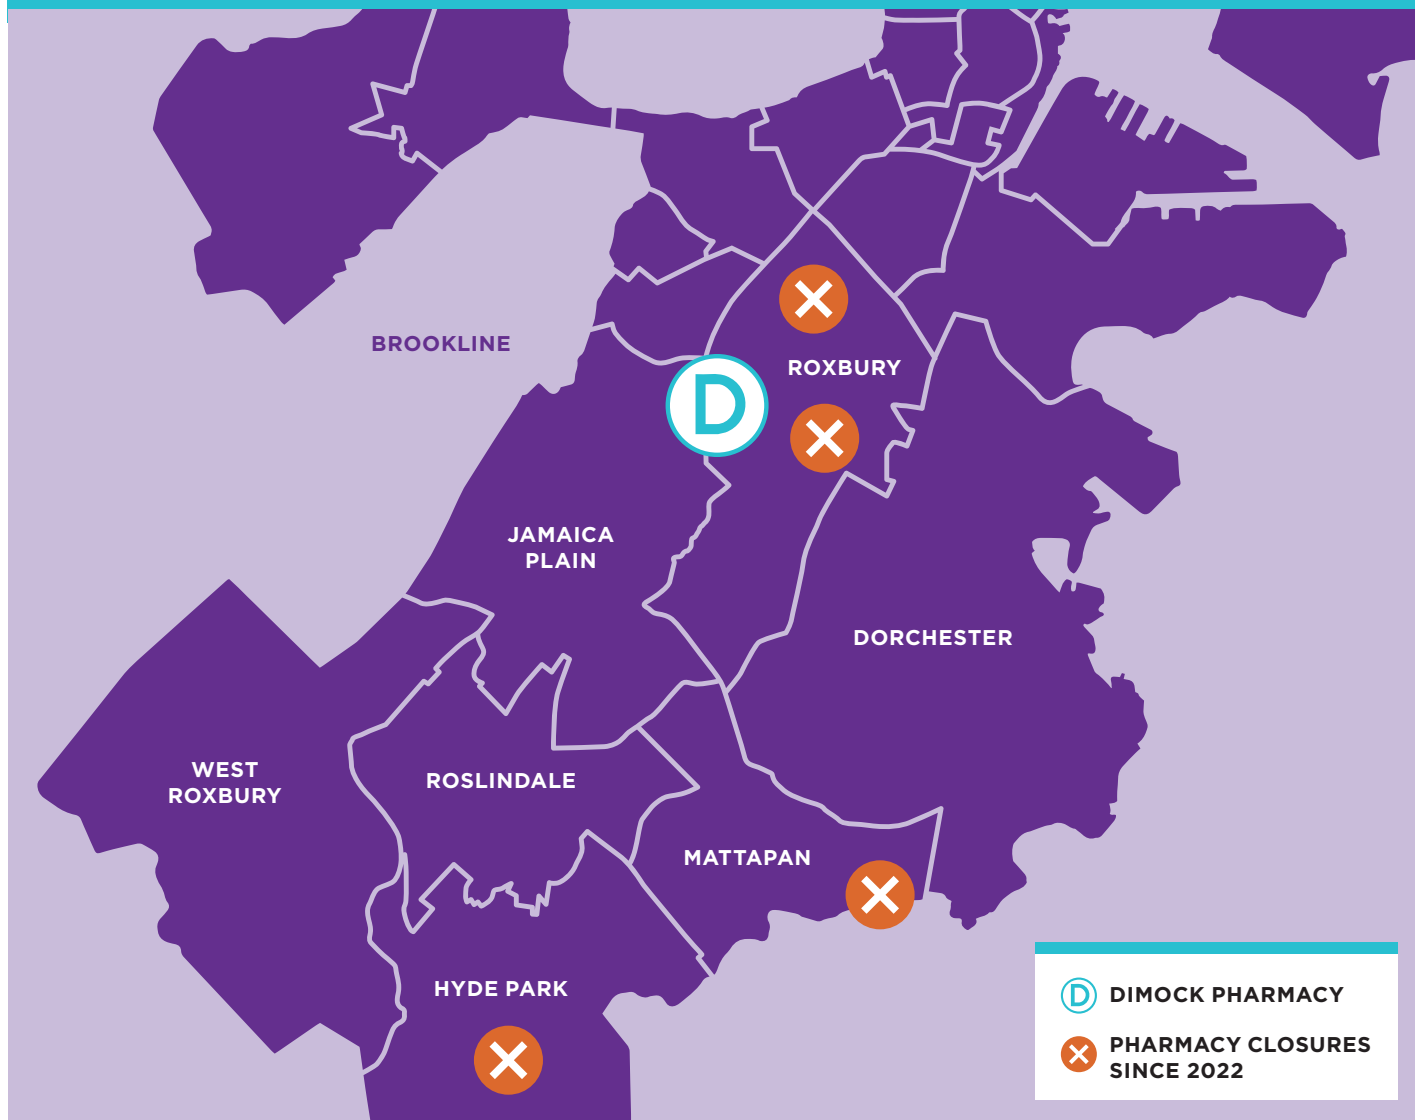 BROOKLINE
ROXBURY
D
JAMAICA
PLAIN
DORCHESTER
WEST
ROXBURY
ROSLINDALE
MATTAPAN
HYDE PARK
D DIMOCK PHARMACY
PHARMACY CLOSURES
SINCE 2022